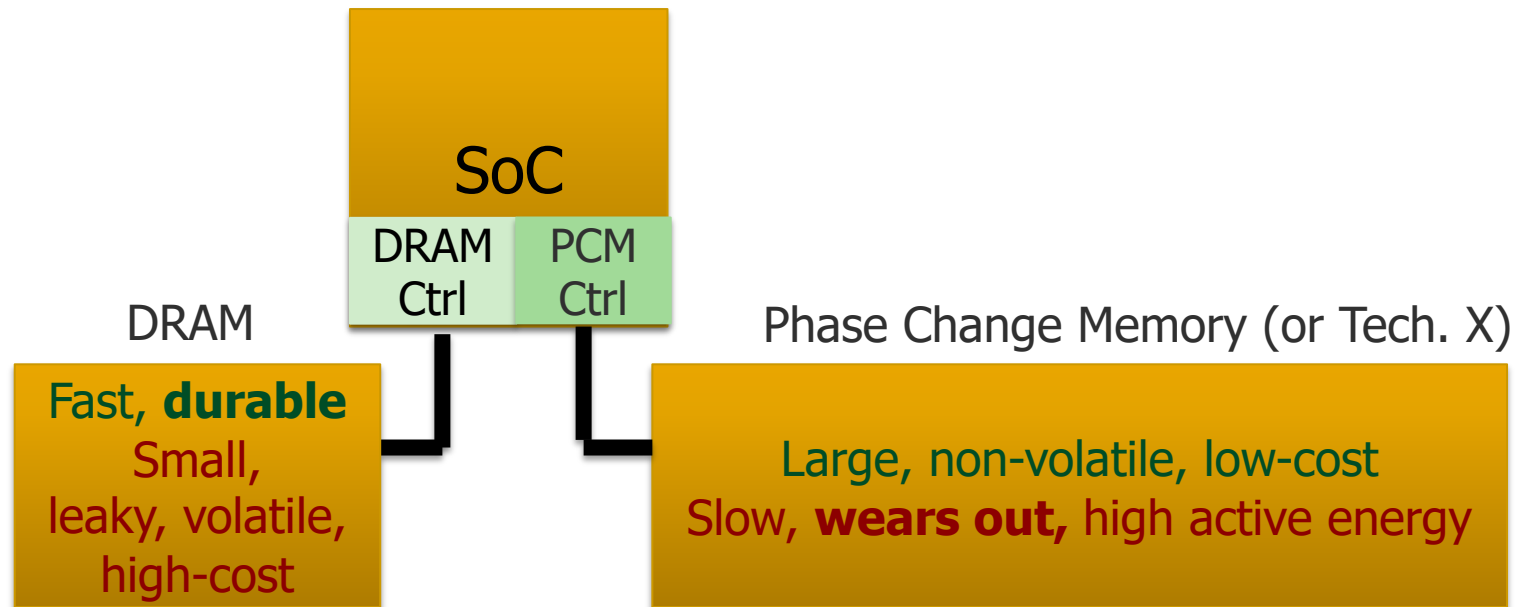 SoC
DRAM
Ctrl
PCM
Ctrl
DRAM
Fast, durable
Small,
leaky, volatile,
high-cost
Phase Change Memory (or Tech. X)
Large, non-volatile, low-cost
Slow, wears out, high active energy